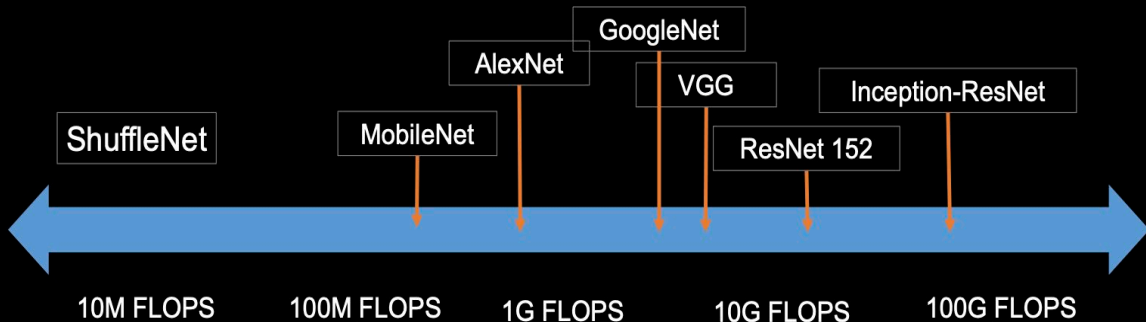 GoogleNet
AlexNet
VGG
Inception-ResNet
ShuffleNet
MobileNet
ResNet 152
10M FLOPS
100M FLOPS
1G FLOPS
10G FLOPS
100G FLOPS